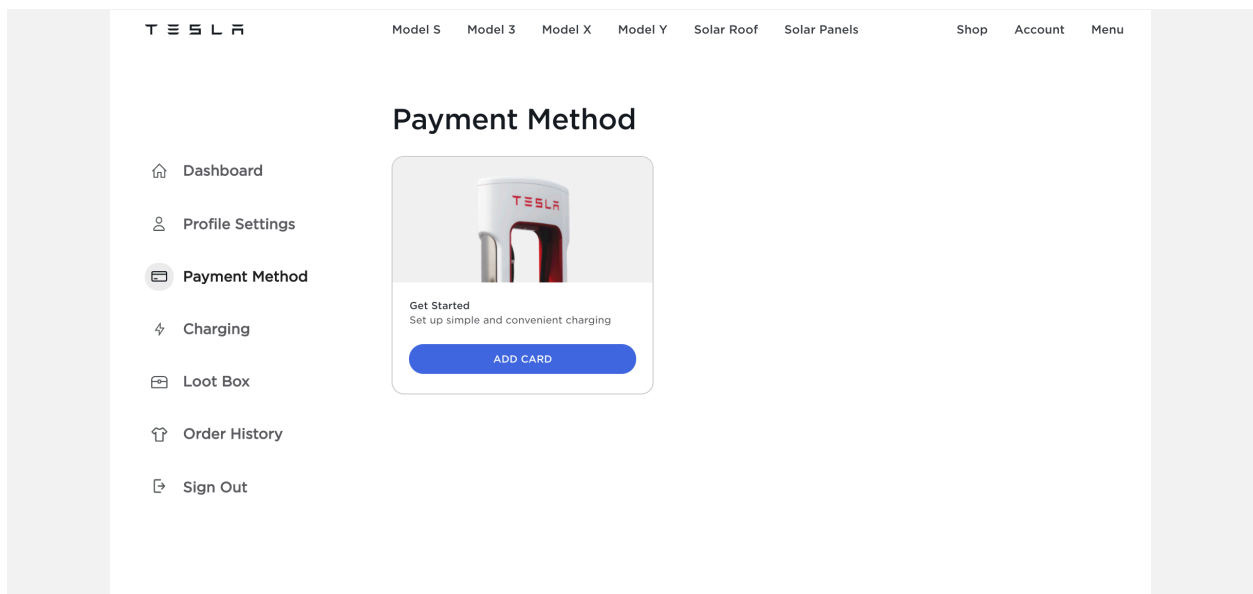 TESLA
Model S Model 3 Model X Model Y Solar Roof Solar Panels Shop Account Menu
Payment Method
Dashboard
Profile Settings
Payment Method
Charging
Loot Box
Order History
Sign Out
TESLA
Get Started
Set up simple and convenient charging
ADD CARD